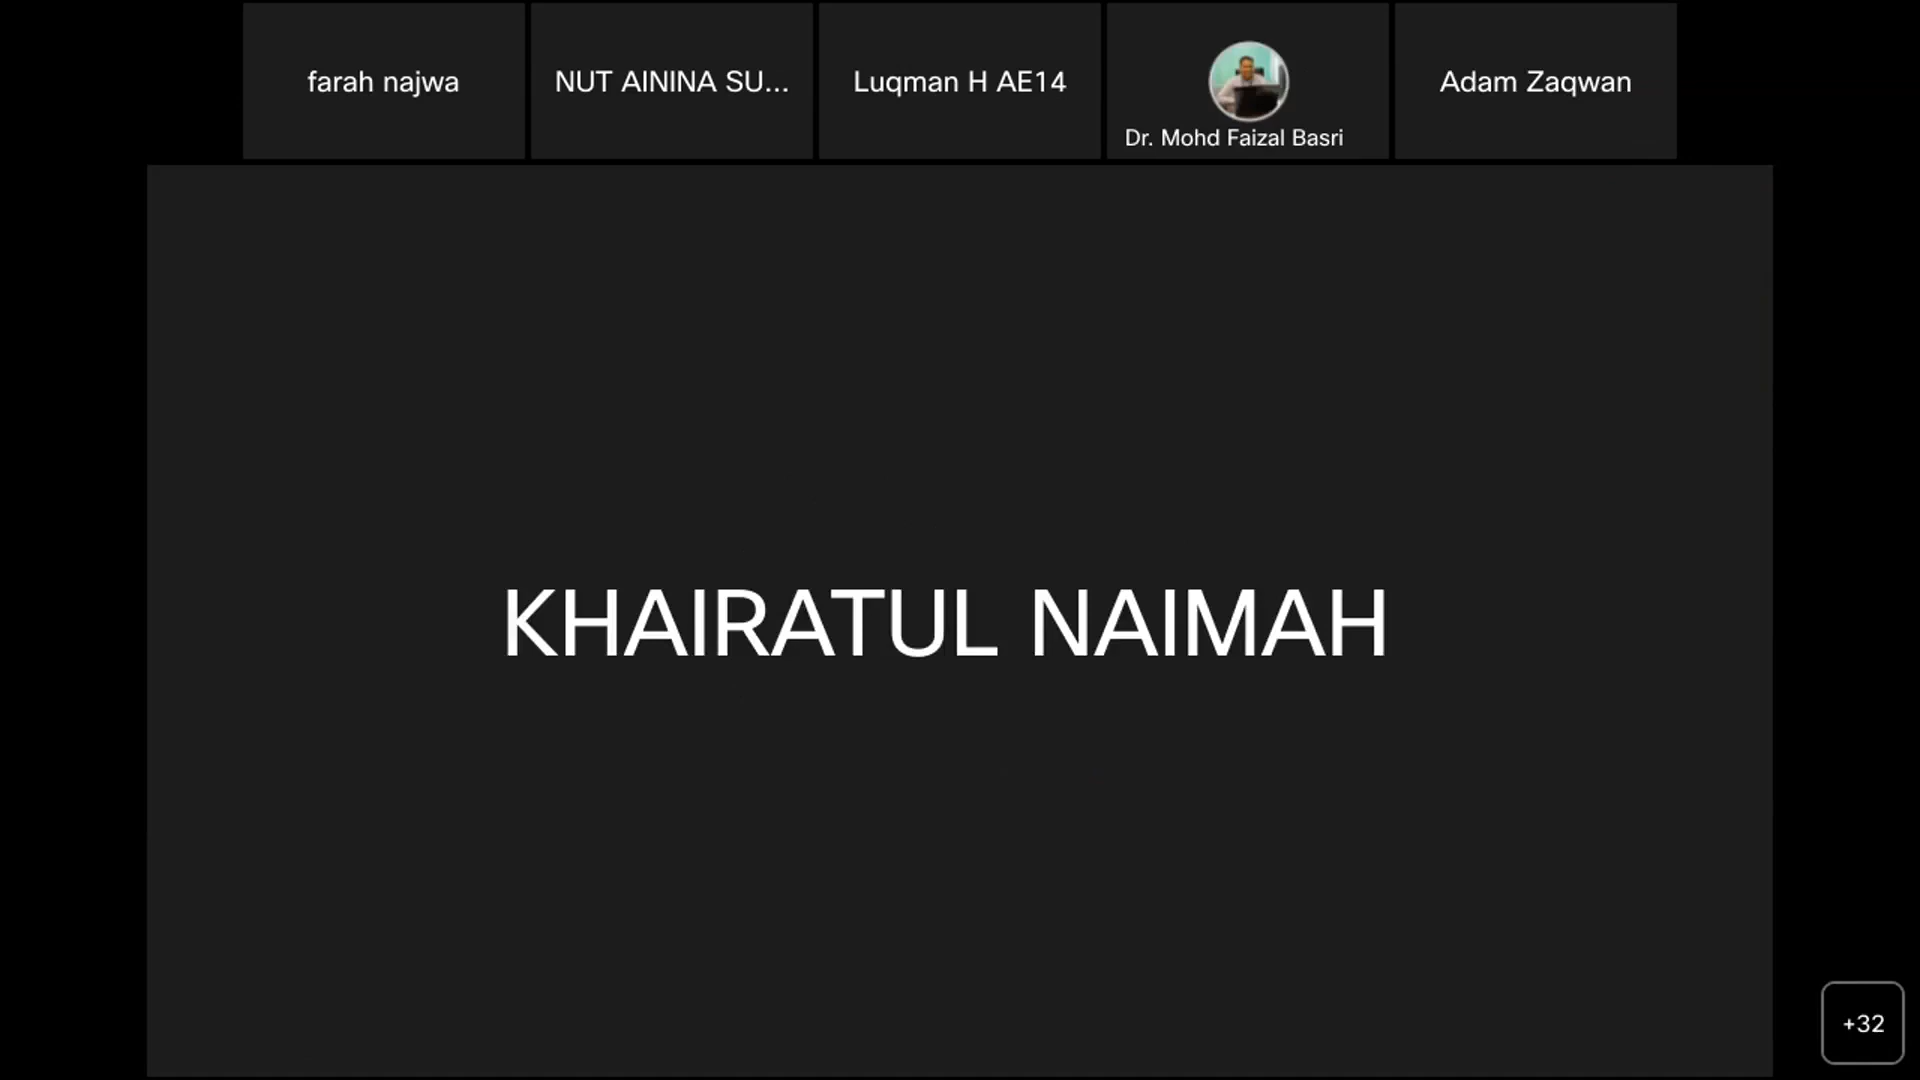 farah najwa
NUT AININA SU...
Luqman H AE14
Dr. Mohd Faizal Basri
Adam Zaqwan
KHAIRATUL NAIMAH
+32